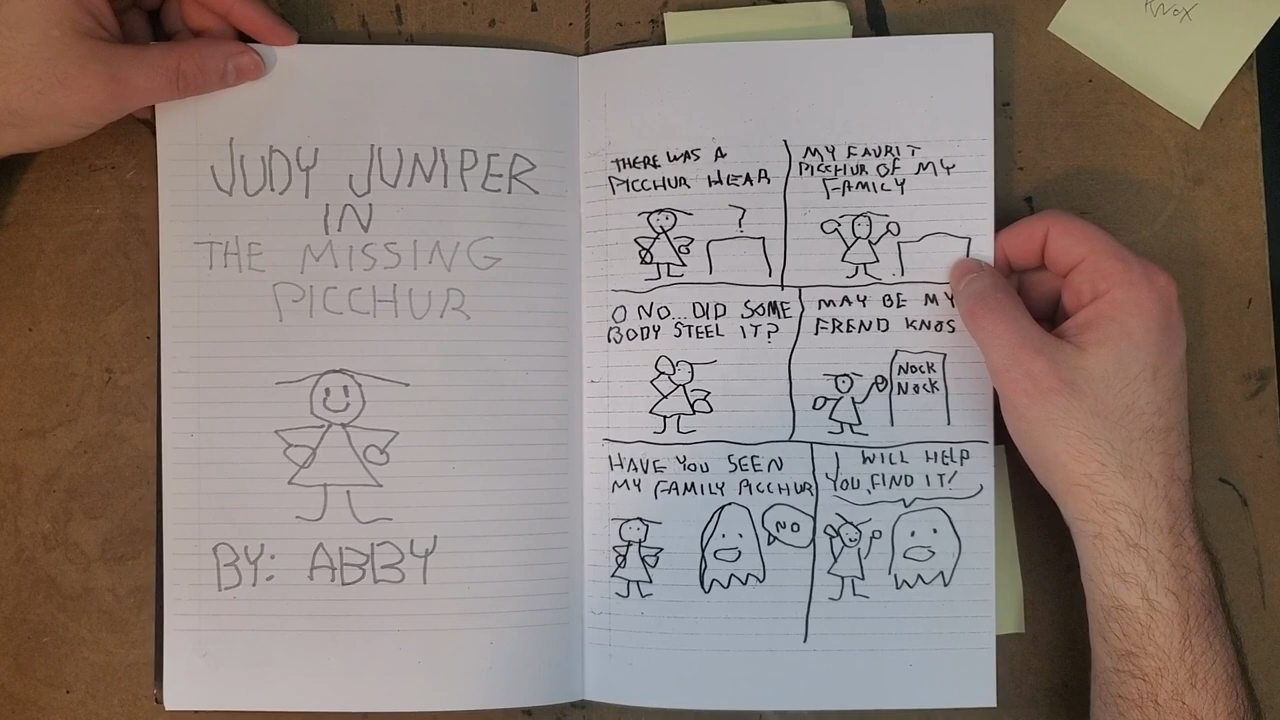 JUDY JUNIPER
IN
THE MISSING
PICCHUR
BY: ABBY
THERE WAS A
PICCHUR HEAR
?
MY FAVRIT
PICCHUR OF MY
FAMILY
O NO... DID SOME
BODY STEEL IT?
MAY BE MY
FREND KNOS
NOCK
NOCK
HAVE YOU SEEN
MY FAMILY PICCHUR
NO
I WILL HELP
YOU FIND IT!
KNOX